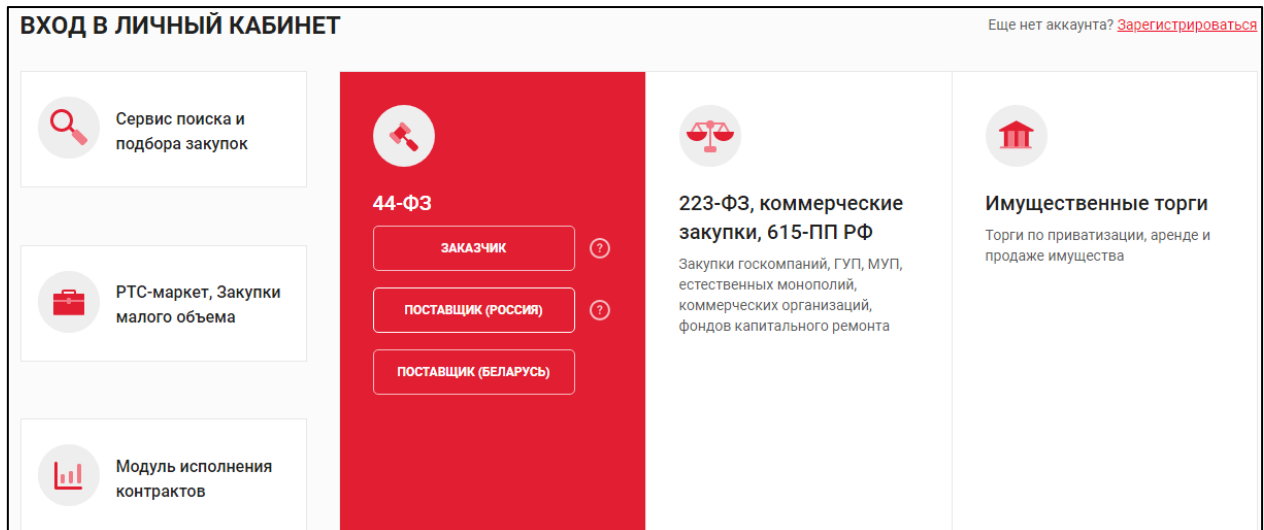 ВХОД В ЛИЧНЫЙ КАБИНЕТ
Еще нет аккаунта? Зарегистрироваться
Сервис поиска и
подбора закупок
РТС-маркет, Закупки
малого объема
Модуль исполнения
контрактов
44-ФЗ
ЗАКАЗЧИК
?
ПОСТАВЩИК (РОССИЯ)
?
ПОСТАВЩИК (БЕЛАРУСЬ)
223-ФЗ, коммерческие
закупки, 615-ПП РФ
Закупки госкомпаний, ГУП, МУП,
естественных монополий,
коммерческих организаций,
фондов капитального ремонта
Имущественные торги
Торги по приватизации, аренде и
продаже имущества